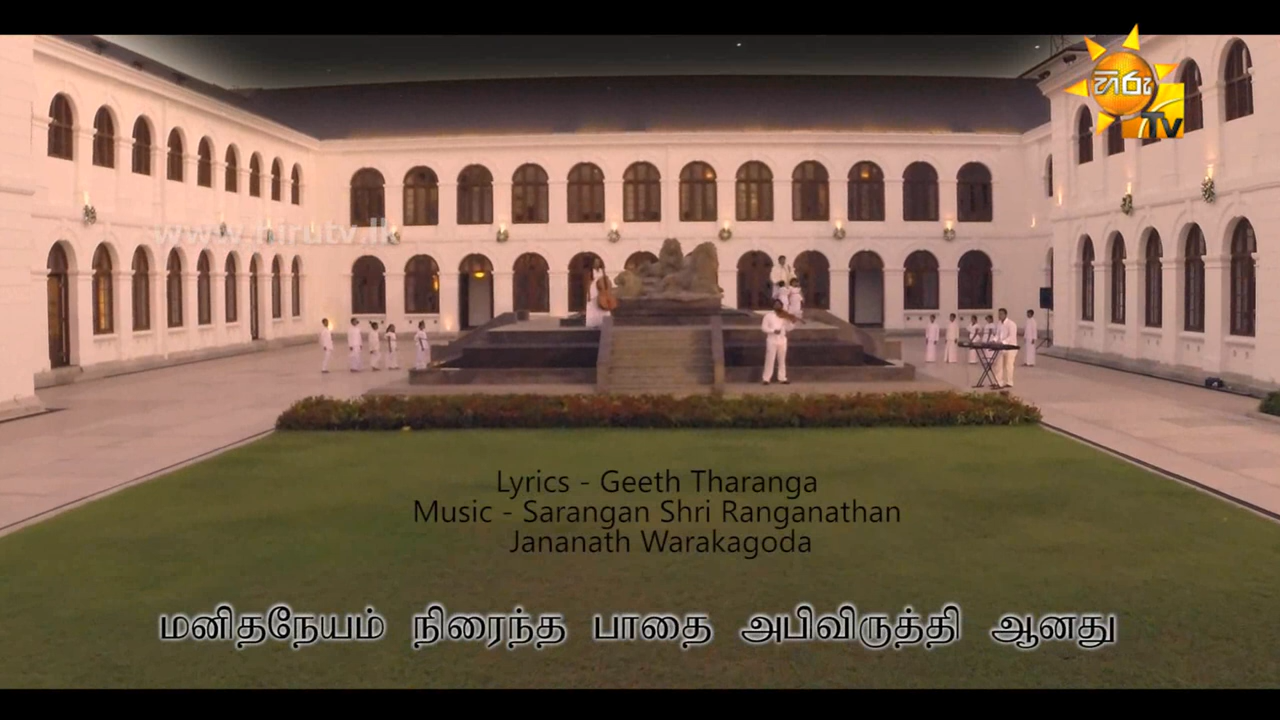 හිරු
Tv
www.hirutv.lk
Lyrics - Geeth Tharanga
Music - Sarangan Shri Ranganathan
Jananath Warakagoda
மனிதநேயம் நிரைந்த பாதை அபிவிருத்தி ஆனது